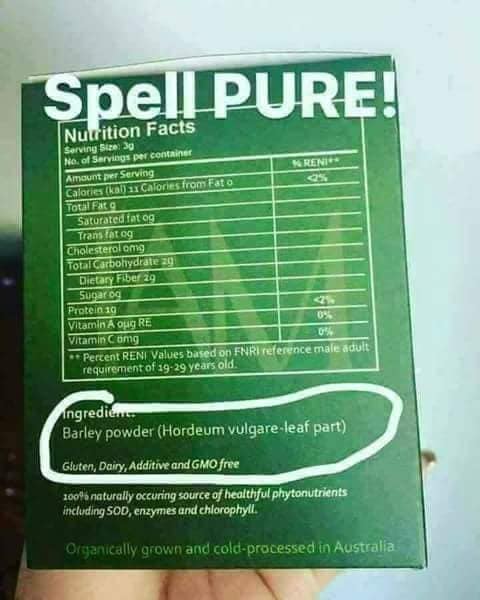 Spell PURE!
Nutrition Facts
Serving Size: 3g
No. of Servings per container
Amount per Serving
% RENI**
Calories (kal) 11 Calories from Fat 0
<2%
Total Fat g
Saturated fat 0g
Trans fat 0g
Cholesterol 0mg
Total Carbohydrate 2g
Dietary Fiber 2g
Sugar 0g
Protein 1g
<2%
Vitamin A 0µg RE
0%
Vitamin C 0mg
0%
** Percent RENI Values based on FNRI reference male adult
requirement of 19-29 years old.
Barley powder (Hordeum vulgare-leaf part)
Gluten, Dairy, Additive and GMO free
100% naturally occuring source of healthful phytonutrients
including SOD, enzymes and chlorophyll.
Organically grown and cold-processed in Australia